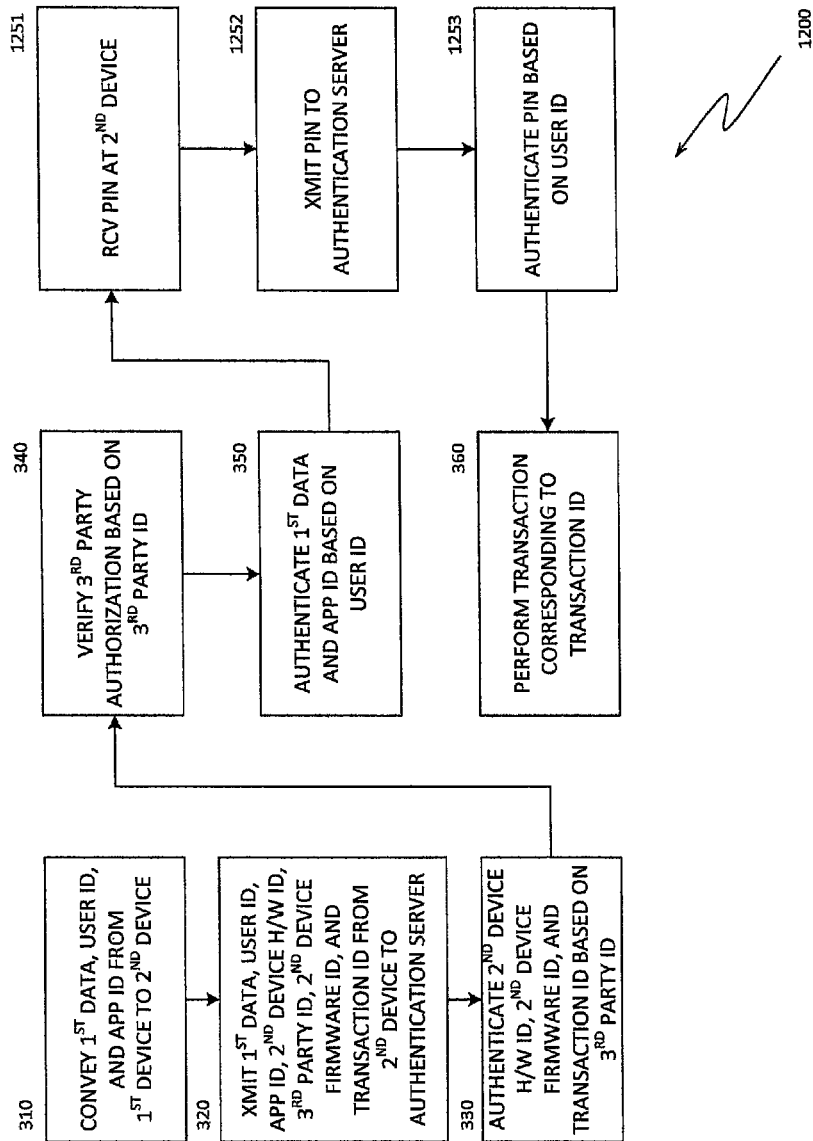 310
CONVEY 1ST DATA, USER ID,
AND APP ID FROM
1ST DEVICE TO 2ND DEVICE
320
XMIT 1ST DATA, USER ID,
APP ID, 2ND DEVICE H/W ID,
3RD PARTY ID, 2ND DEVICE
FIRMWARE ID, AND
TRANSACTION ID FROM
2ND DEVICE TO
AUTHENTICATION SERVER
330
AUTHENTICATE 2ND DEVICE
H/W ID, 2ND DEVICE
FIRMWARE ID, AND
TRANSACTION ID BASED ON
3RD PARTY ID
340
VERIFY 3RD PARTY
AUTHORIZATION BASED ON
3RD PARTY ID
350
AUTHENTICATE 1ST DATA
AND APP ID BASED ON
USER ID
1251
RCV PIN AT 2ND DEVICE
1252
XMIT PIN TO
AUTHENTICATION SERVER
1253
AUTHENTICATE PIN BASED
ON USER ID
360
PERFORM TRANSACTION
CORRESPONDING TO
TRANSACTION ID
1200